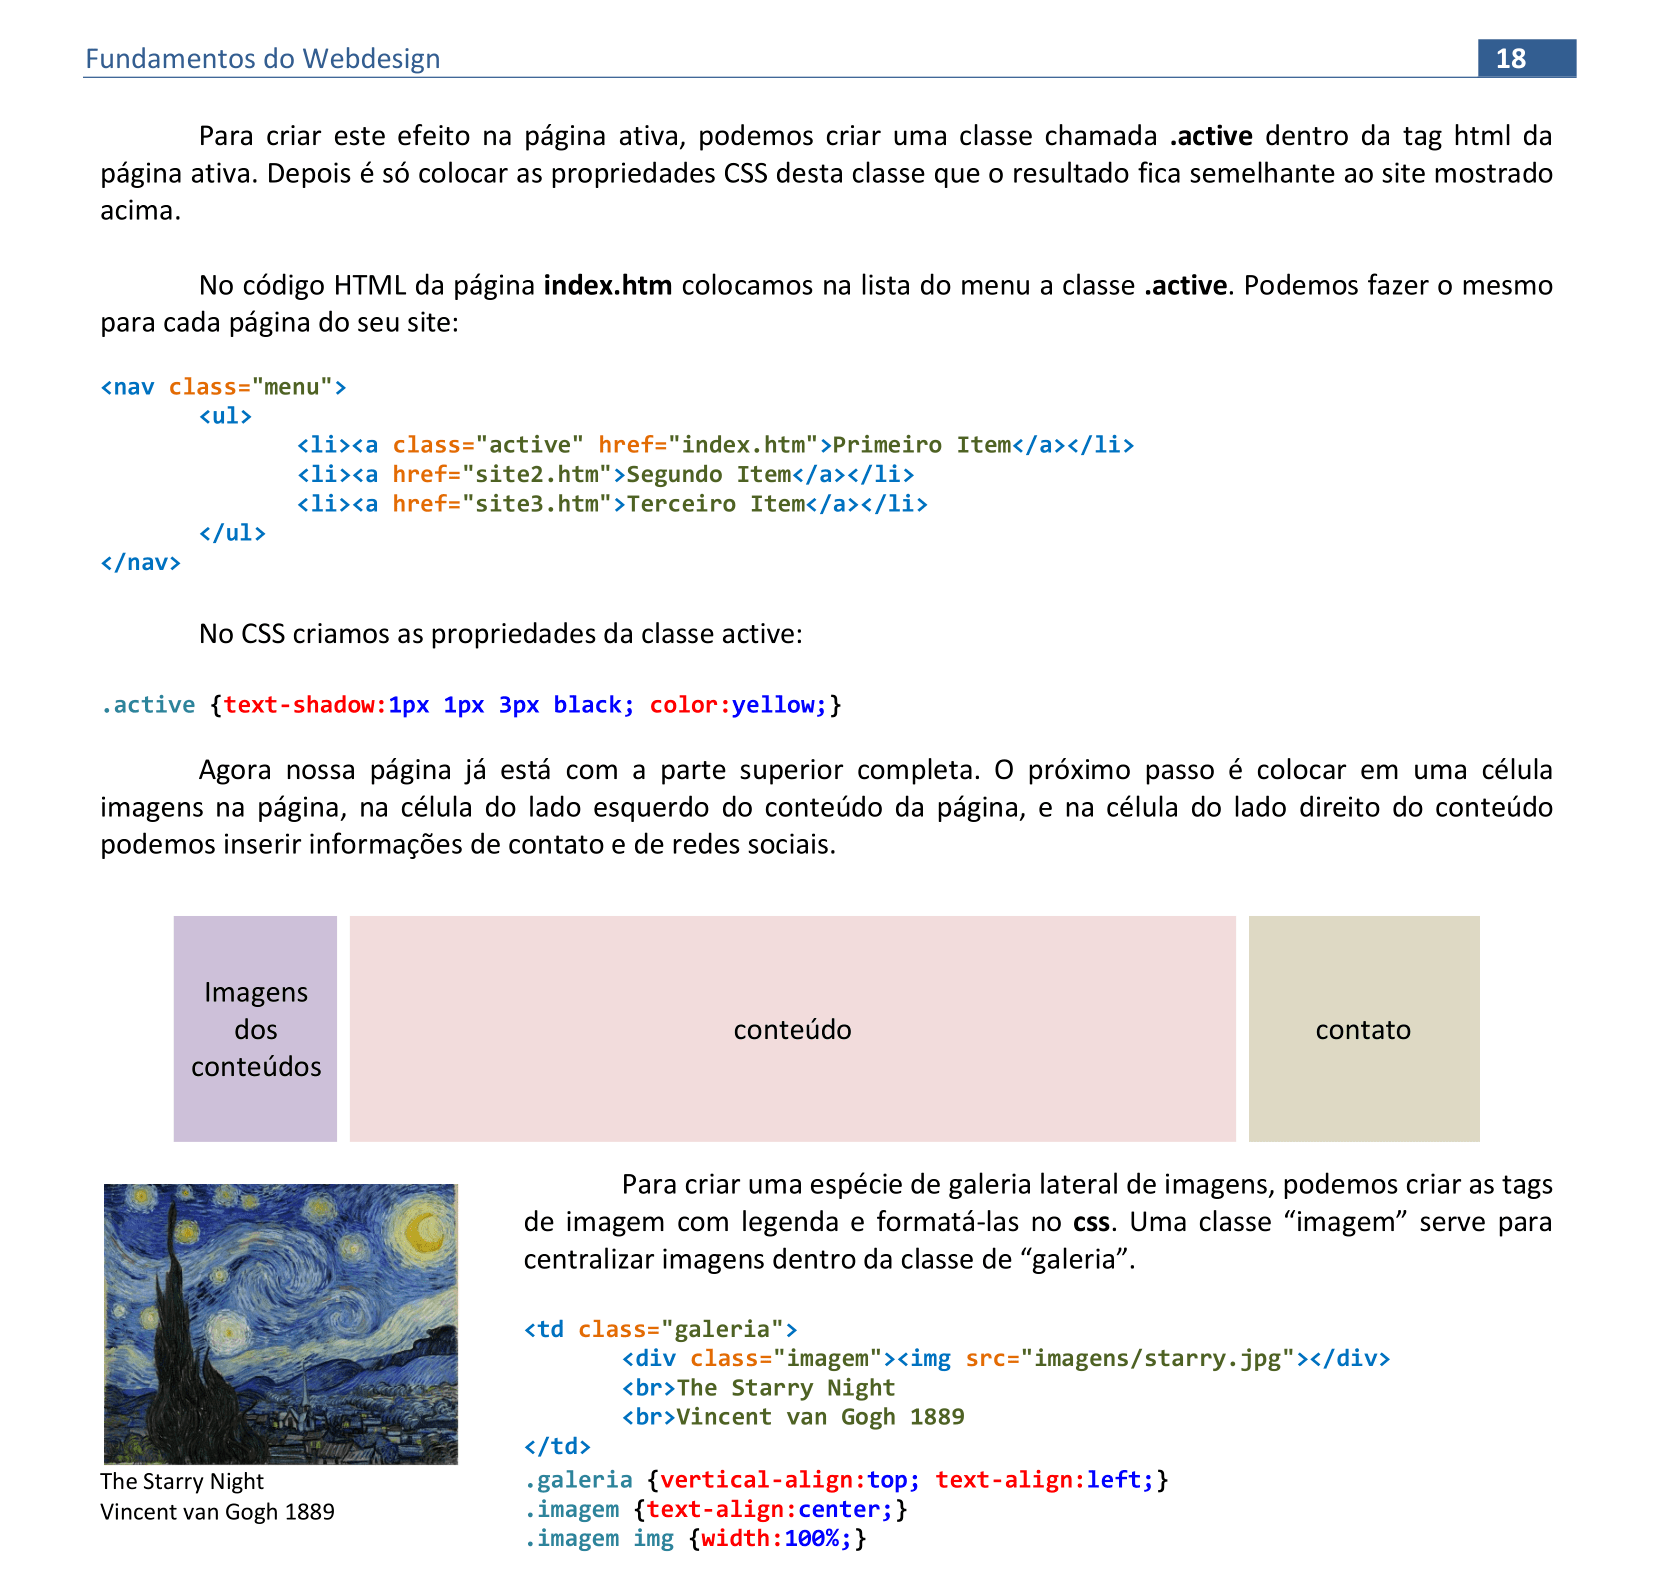 Fundamentos do Webdesign 18
Para criar este efeito na página ativa, podemos criar uma classe chamada .active dentro da tag html da
página ativa. Depois é só colocar as propriedades CSS desta classe que o resultado fica semelhante ao site mostrado
acima.
No código HTML da página index.htm colocamos na lista do menu a classe .active. Podemos fazer o mesmo
para cada página do seu site:
<nav class="menu">
<ul>
<li><a class="active" href="index.htm">Primeiro Item</a></li>
<li><a href="site2.htm">Segundo Item</a></li>
<li><a href="site3.htm">Terceiro Item</a></li>
</ul>
</nav>
No CSS criamos as propriedades da classe active:
.active {text-shadow:1px 1px 3px black; color:yellow;}
Agora nossa página já está com a parte superior completa. O próximo passo é colocar em uma célula
imagens na página, na célula do lado esquerdo do conteúdo da página, e na célula do lado direito do conteúdo
podemos inserir informações de contato e de redes sociais.
Imagens
dos
conteúdos
conteúdo
contato
Para criar uma espécie de galeria lateral de imagens, podemos criar as tags
de imagem com legenda e formatá-las no css. Uma classe “imagem” serve para
centralizar imagens dentro da classe de “galeria”.
<td class="galeria">
<div class="imagem"><img src="imagens/starry.jpg"></div>
<br>The Starry Night
<br>Vincent van Gogh 1889
</td>
.galeria {vertical-align:top; text-align:left;}
.imagem {text-align:center;}
.imagem img {width:100%;}
The Starry Night
Vincent van Gogh 1889